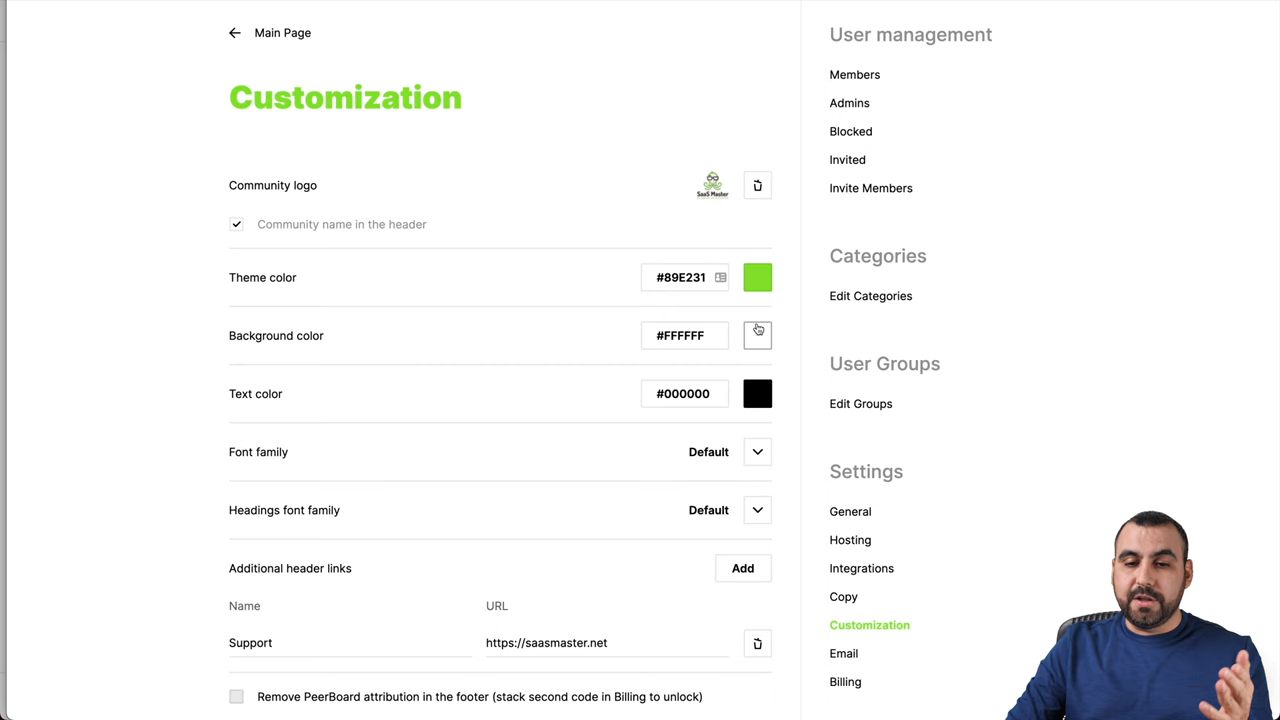 Main Page
Customization
Community logo
SaaS Master
Community name in the header
Theme color
#89E231
Background color
#FFFFFF
Text color
#000000
Font family
Default
Headings font family
Default
Additional header links
Add
Name
URL
Support
https://saasmaster.net
Remove PeerBoard attribution in the footer (stack second code in Billing to unlock)
User management
Members
Admins
Blocked
Invited
Invite Members
Categories
Edit Categories
User Groups
Edit Groups
Settings
General
Hosting
Integrations
Copy
Customization
Email
Billing